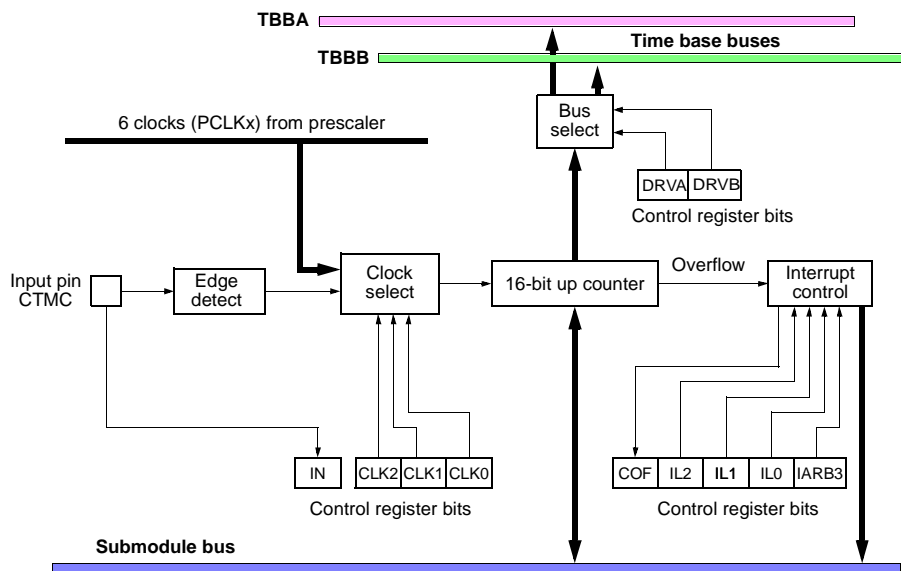 TBBA
Time base buses
TBBB
Bus
select
6 clocks (PCLKx) from prescaler
DRVA DRVB
Control register bits
Input pin
CTMC
Edge
detect
Clock
select
16-bit up counter
Overflow
Interrupt
control
IN
CLK2 CLK1 CLK0
Control register bits
COF IL2 IL1 IL0 IARB3
Control register bits
Submodule bus